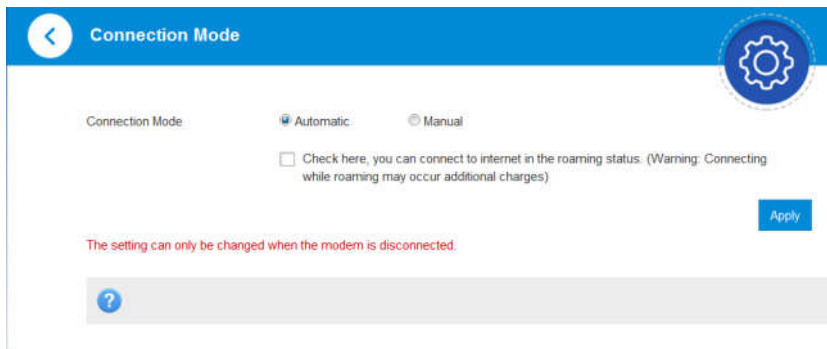 Connection Mode
Connection Mode Automatic Manual
Check here, you can connect to internet in the roaming status. (Warning: Connecting
while roaming may occur additional charges)
Apply
The setting can only be changed when the modem is disconnected.
?